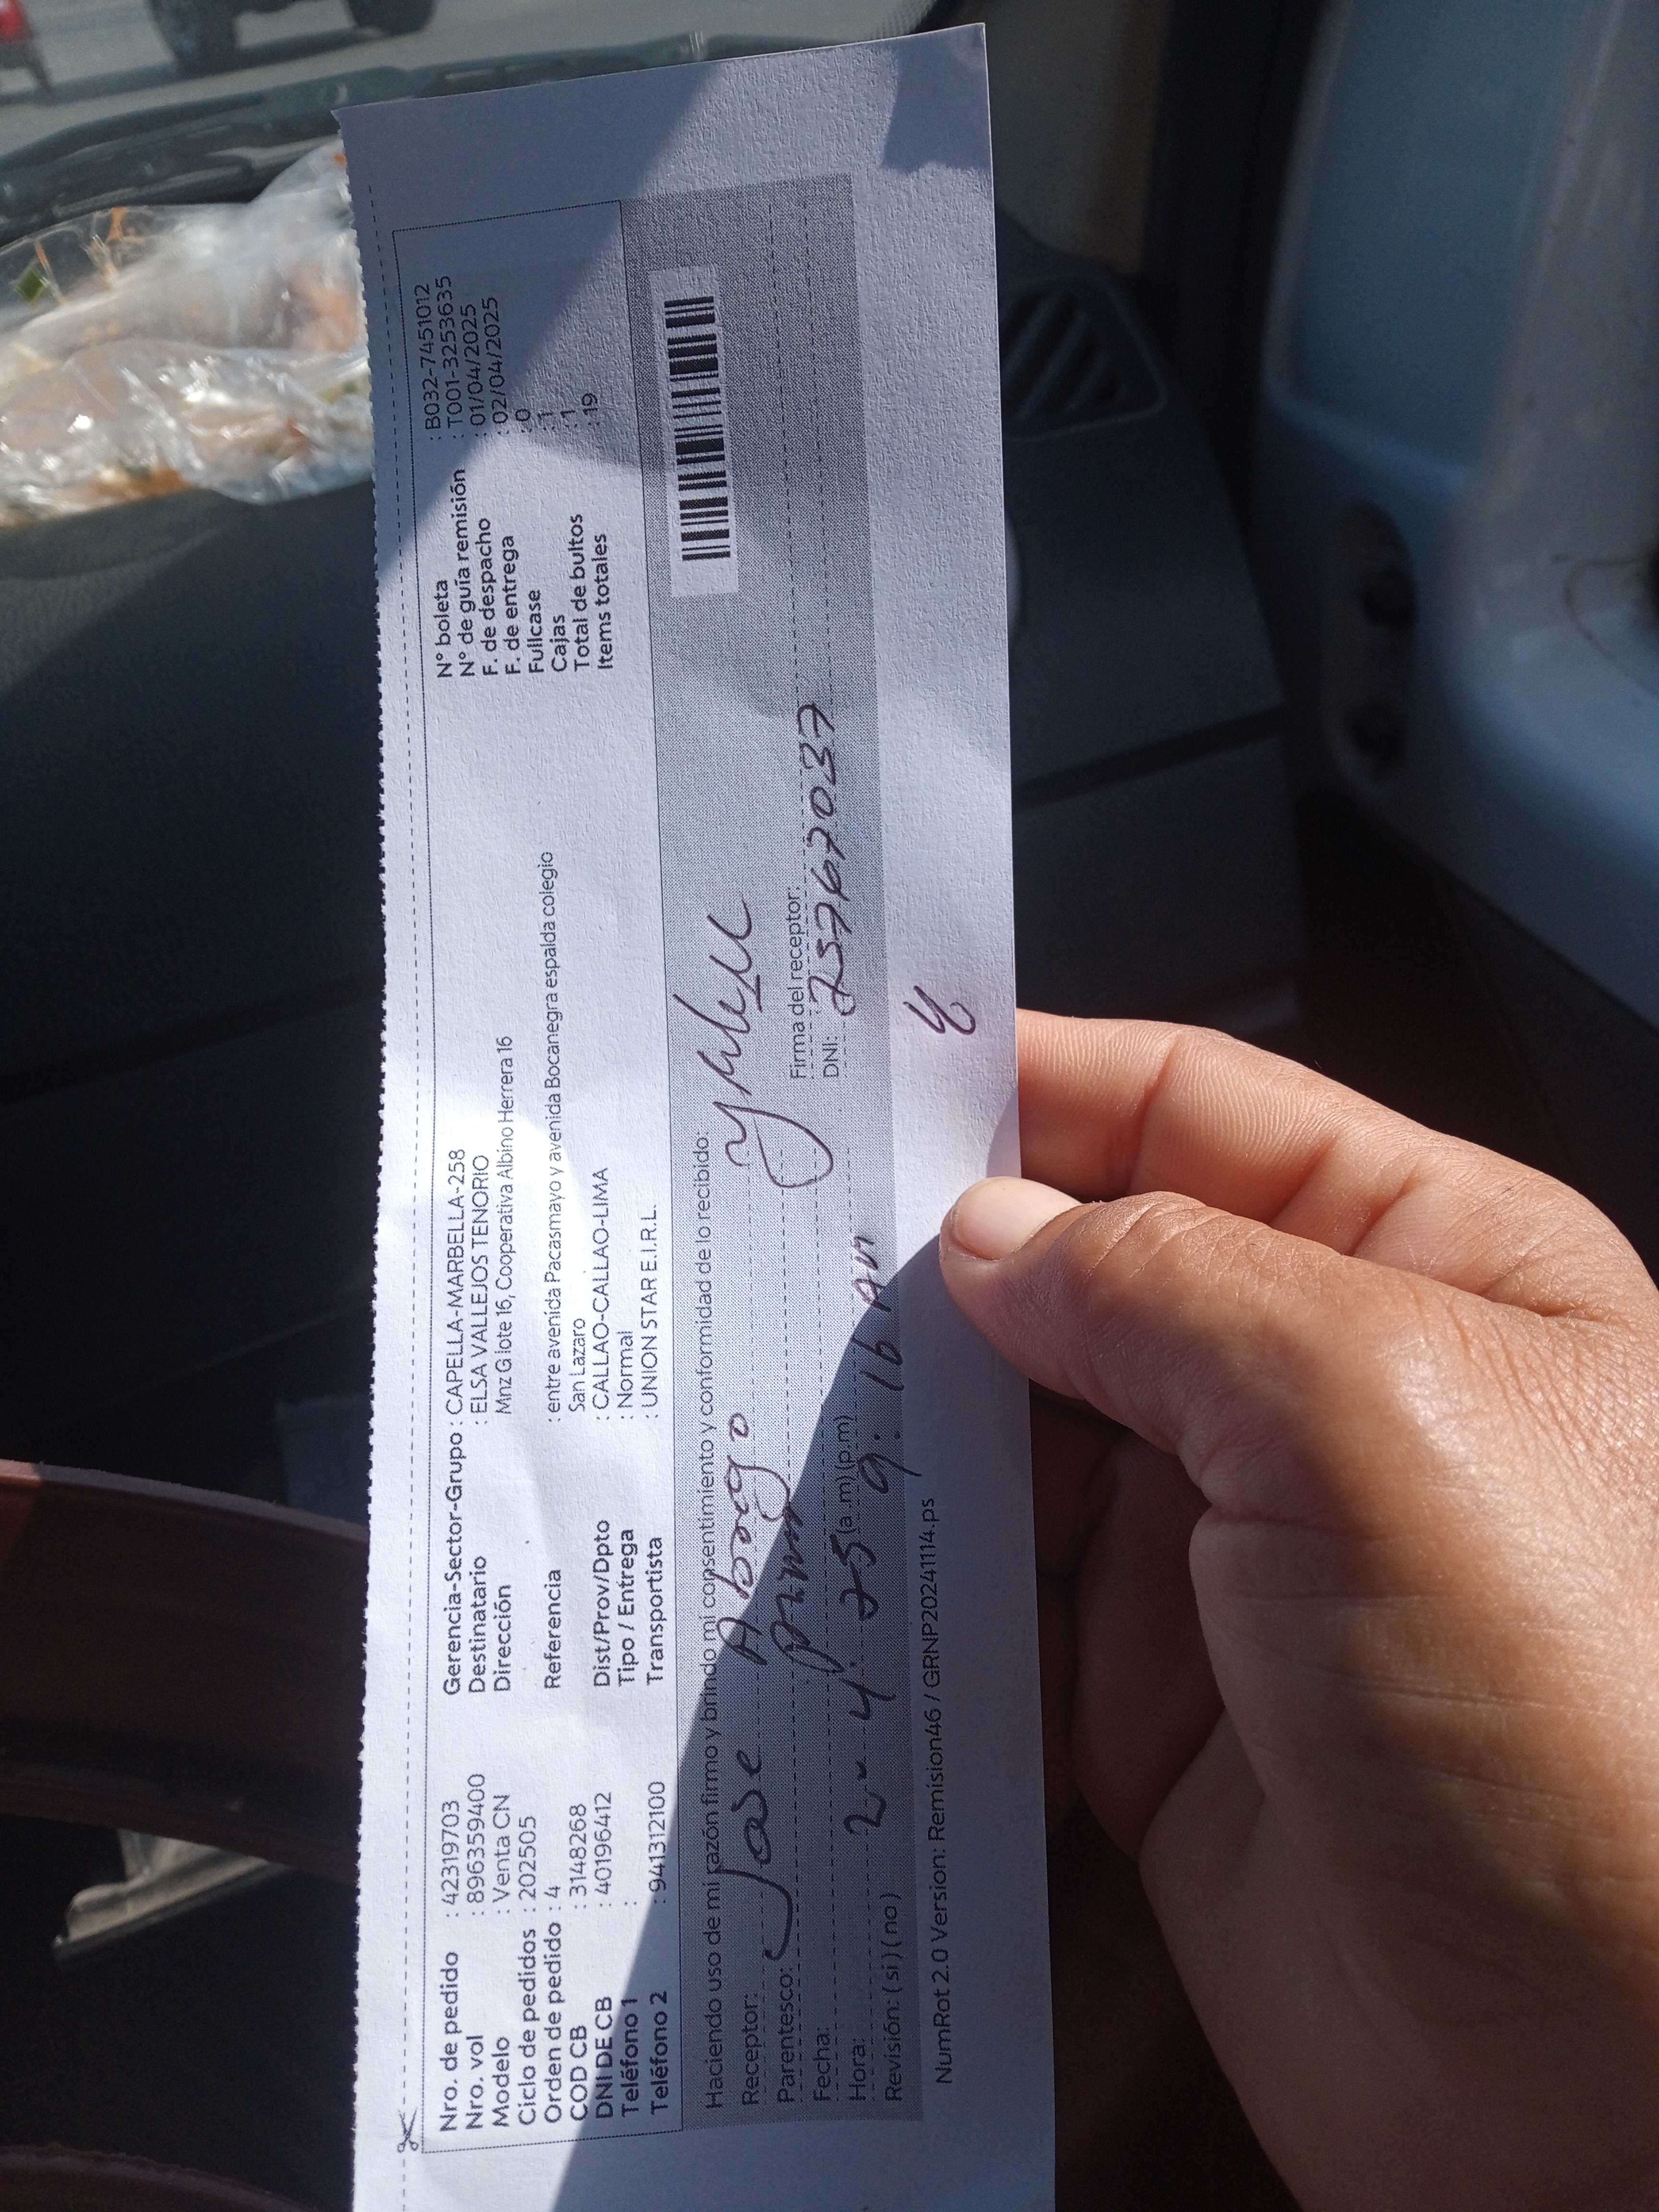 Nro. de pedido : 42319703
Nro. vol : 896359400
Modelo : Venta CN
Ciclo de pedidos : 202505
Orden de pedido : 4
COD CB : 3148268
DNI DE CB : 40196412
Teléfono 1 :
Teléfono 2 : 941312100
Gerencia-Sector-Grupo : CAPELLA-MARBELLA-258
Destinatario : ELSA VALLEJOS TENORIO
Dirección Mnz G lote 16, Cooperativa Albino Herrera 16
Referencia : entre avenida Pacasmayo y avenida Bocanegra espalda colegio
San Lazaro
Dist/Prov/Dpto : CALLAO-CALLAO-LIMA
Tipo / Entrega : Normal
Transportista : UNION STAR E.I.R.L.
N° boleta : B032-7451012
N° de guía remisión : T001-3253635
F. de despacho : 01/04/2025
F. de entrega : 02/04/2025
Fullcase : 0
Cajas : 1
Total de bultos : 1
Items totales : 19
Haciendo uso de mi razón firmo y brindo mi consentimiento y conformidad de lo recibido:
Receptor: Jose Abongo
Parentesco: Primo
Fecha: 2-4-25
Hora: (a.m) (p.m) 9:16 AM
Revisión: ( si ) ( no )
Firma del receptor:
DNI: 75767037
NumRot 2.0 Version: Remision46 / GRNP20241114.ps